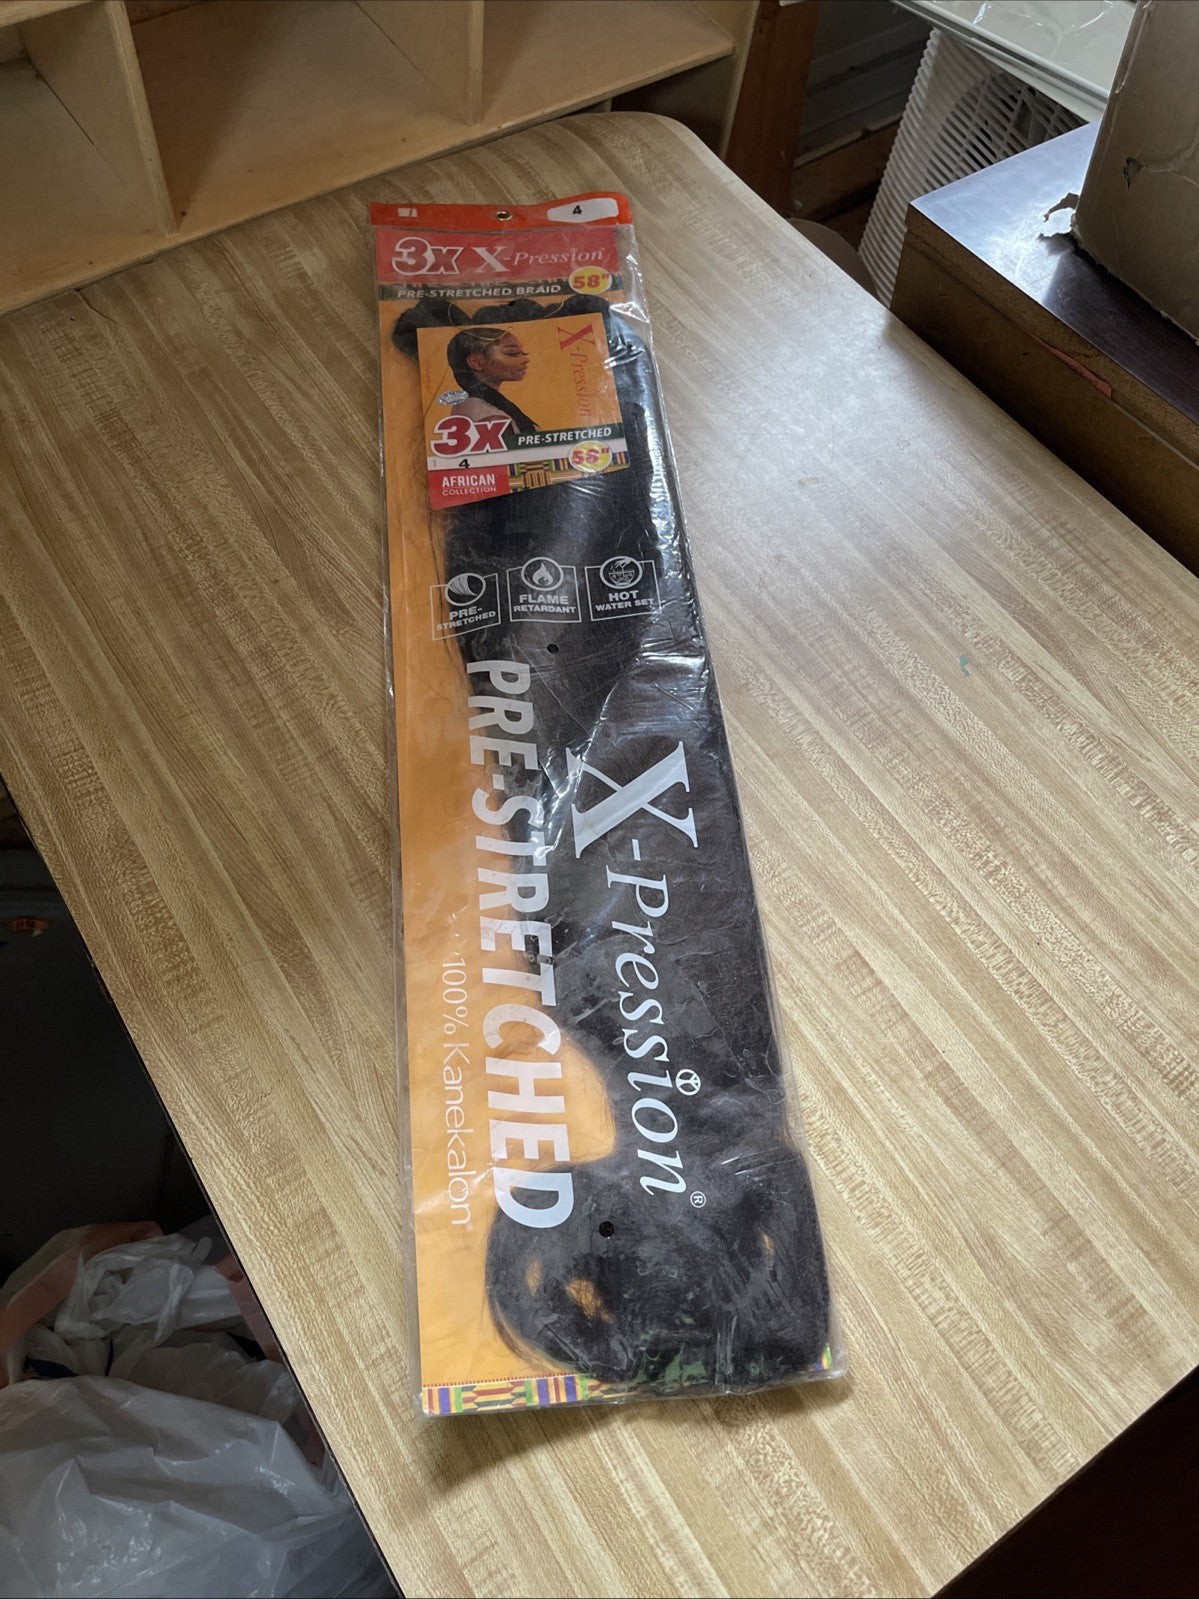 4
3X X-Pression
PRE-STRETCHED BRAID 58"
X-Pression
3X PRE-STRETCHED
4 58"
AFRICAN
COLLECTION
PRE-
STRETCHED
FLAME
RETARDANT
HOT
WATER SET
X-Pression®
PRE-STRETCHED
100% Kanekalon®